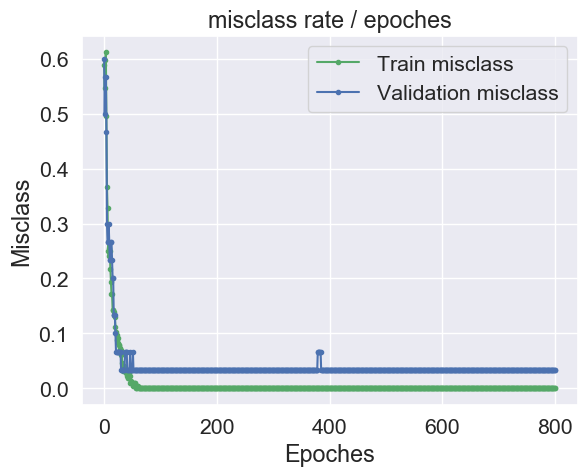 misclass rate / epoches
Train misclass
Validation misclass
0.6
0.5
0.4
0.3
0.2
0.1
0.0
Misclass
0 200 400 600 800
Epoches